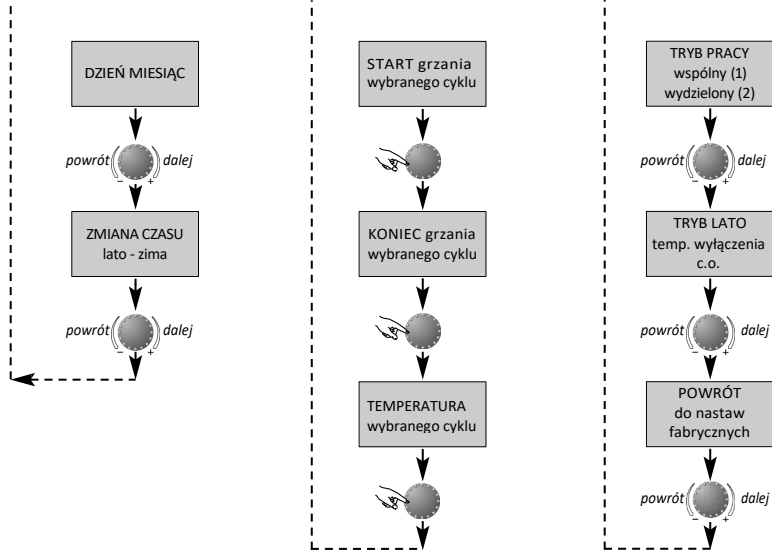 DZIEŃ MIESIĄC
powrót
dalej
– +
ZMIANA CZASU
lato - zima
powrót
dalej
– +
START grzania
wybranego cyklu
KONIEC grzania
wybranego cyklu
TEMPERATURA
wybranego cyklu
TRYB PRACY
wspólny (1)
wydzielony (2)
powrót
dalej
– +
TRYB LATO
temp. wyłączenia
c.o.
powrót
dalej
– +
POWRÓT
do nastaw
fabrycznych
powrót
dalej
– +